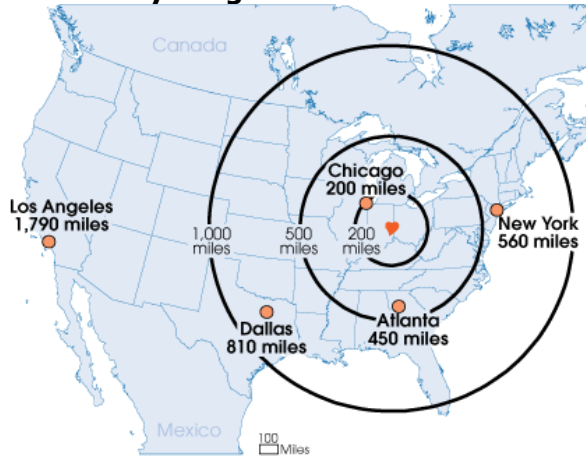 Canada
Chicago
200 miles
Los Angeles
1,790 miles
1,000
miles
500
miles
200
miles
New York
560 miles
Dallas
810 miles
Atlanta
450 miles
Mexico
100
Miles